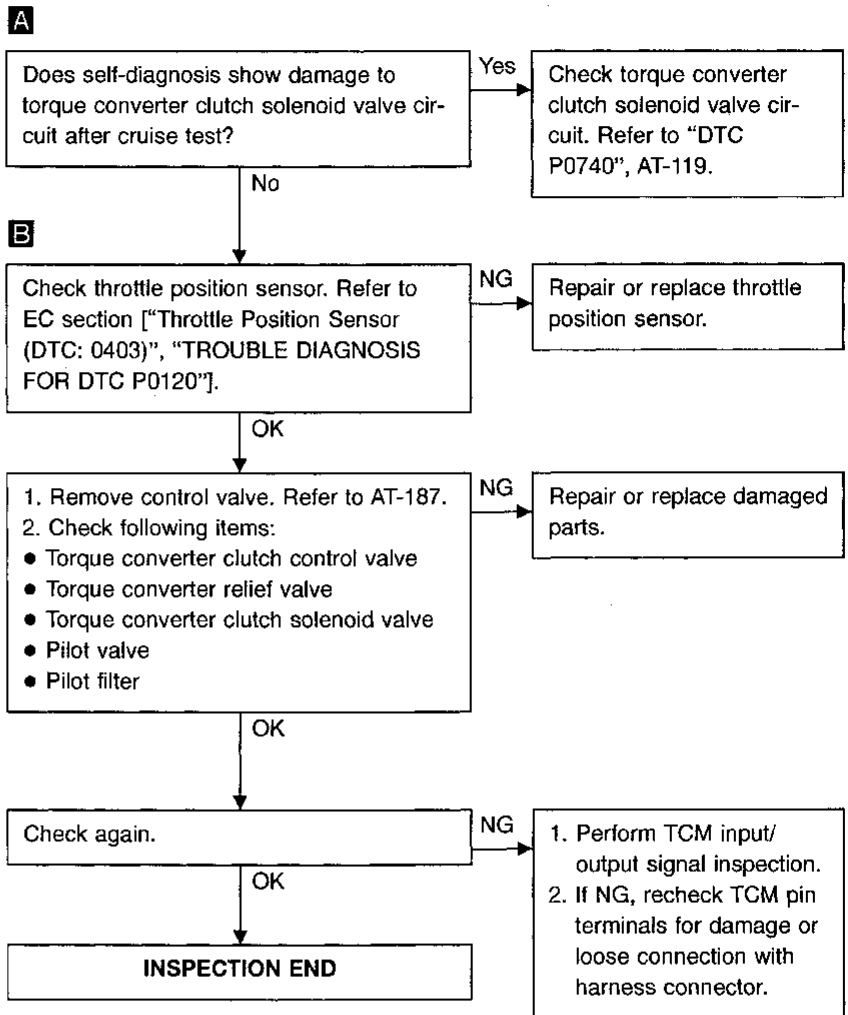 A
Does self-diagnosis show damage to
torque converter clutch solenoid valve cir-
cuit after cruise test?
Yes
Check torque converter
clutch solenoid valve cir-
cuit. Refer to “DTC
P0740”, AT-119.
No
B
Check throttle position sensor. Refer to
EC section [“Throttle Position Sensor
(DTC: 0403)”, “TROUBLE DIAGNOSIS
FOR DTC P0120”].
NG
Repair or replace throttle
position sensor.
OK
1. Remove control valve. Refer to AT-187.
2. Check following items:
● Torque converter clutch control valve
● Torque converter relief valve
● Torque converter clutch solenoid valve
● Pilot valve
● Pilot filter
NG
Repair or replace damaged
parts.
OK
Check again.
NG
1. Perform TCM input/
output signal inspection.
2. If NG, recheck TCM pin
terminals for damage or
loose connection with
harness connector.
OK
INSPECTION END